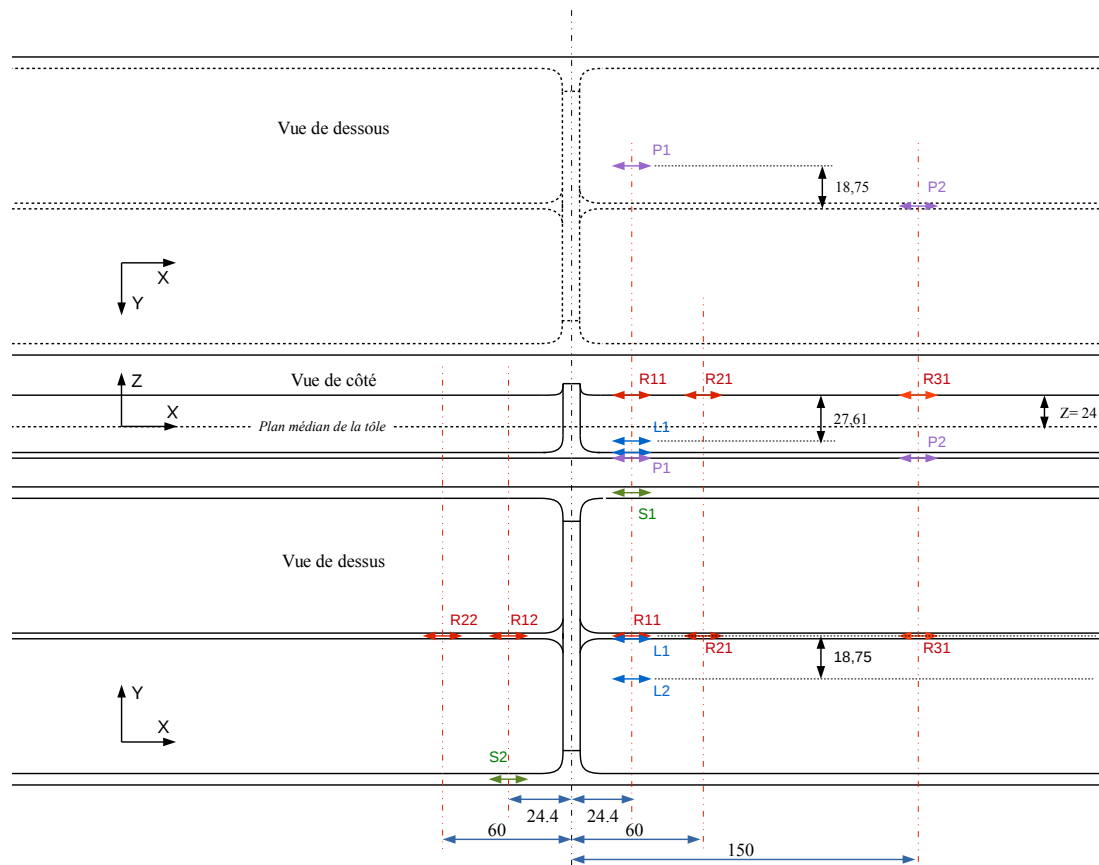 Vue de dessous
P1
18,75
P2
X
Y
Vue de côté
Z
R11
R21
R31
X
Plan médian de la tôle
L1
27,61
Z= 24
P1
P2
S1
Vue de dessus
R22
R12
R11
R21
R31
L1
18,75
L2
Y
X
S2
24.4
24.4
60
60
150